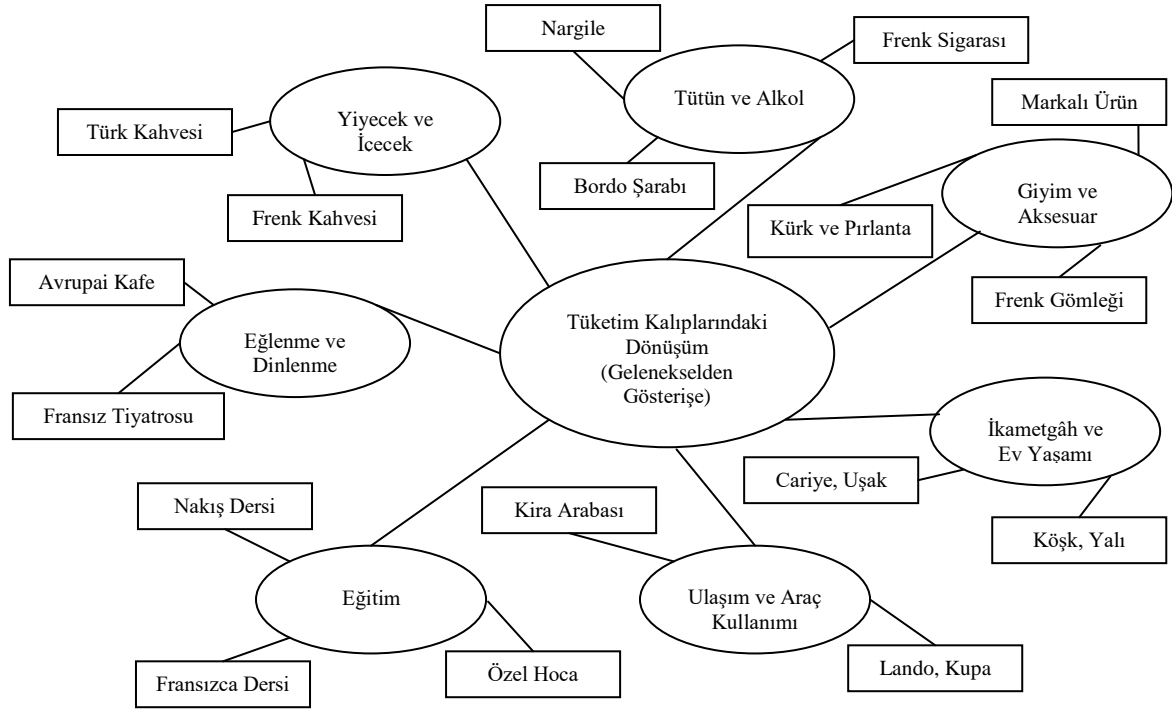 Nargile
Frenk Sigarası
Tütün ve Alkol
Markalı Ürün
Yiyecek ve
İcecek
Türk Kahvesi
Bordo Şarabı
Giyim ve
Aksesuar
Frenk Kahvesi
Kürk ve Pırlanta
Avrupai Kafe
Frenk Gömleği
Tüketim Kalıplarındaki
Dönüşüm
(Gelenekselden
Gösterişe)
Eğlenme ve
Dinlenme
Fransız Tiyatrosu
İkametgâh ve
Ev Yaşamı
Cariye, Uşak
Nakış Dersi
Kira Arabası
Köşk, Yalı
Eğitim
Ulaşım ve Araç
Kullanımı
Fransızca Dersi
Özel Hoca
Lando, Kupa